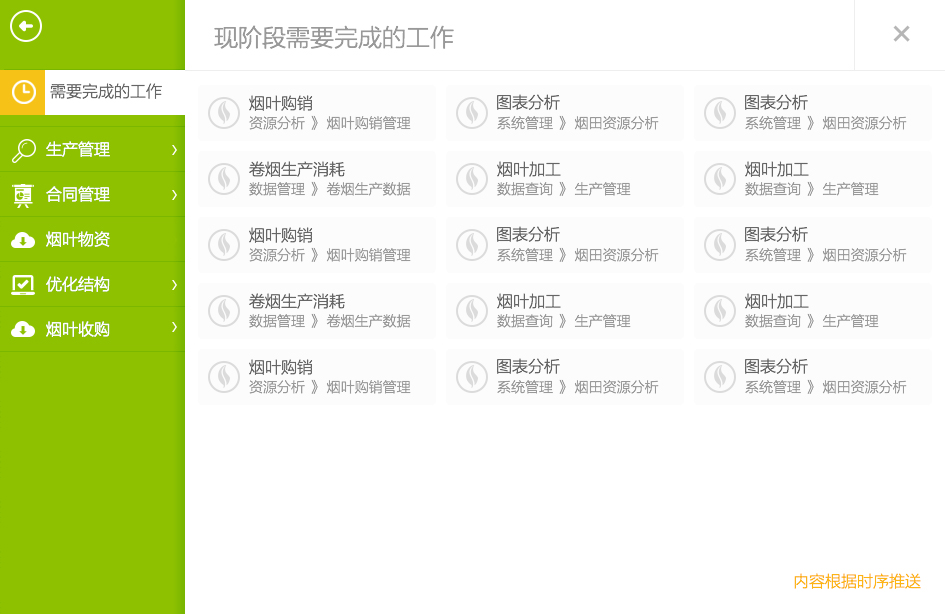 现阶段需要完成的工作
需要完成的工作
生产管理
合同管理
烟叶物资
优化结构
烟叶收购
烟叶购销
资源分析 》 烟叶购销管理
图表分析
系统管理 》 烟田资源分析
图表分析
系统管理 》 烟田资源分析
卷烟生产消耗
数据管理 》 卷烟生产数据
烟叶加工
数据查询 》 生产管理
烟叶加工
数据查询 》 生产管理
烟叶购销
资源分析 》 烟叶购销管理
图表分析
系统管理 》 烟田资源分析
图表分析
系统管理 》 烟田资源分析
卷烟生产消耗
数据管理 》 卷烟生产数据
烟叶加工
数据查询 》 生产管理
烟叶加工
数据查询 》 生产管理
烟叶购销
资源分析 》 烟叶购销管理
图表分析
系统管理 》 烟田资源分析
图表分析
系统管理 》 烟田资源分析
内容根据时序推送